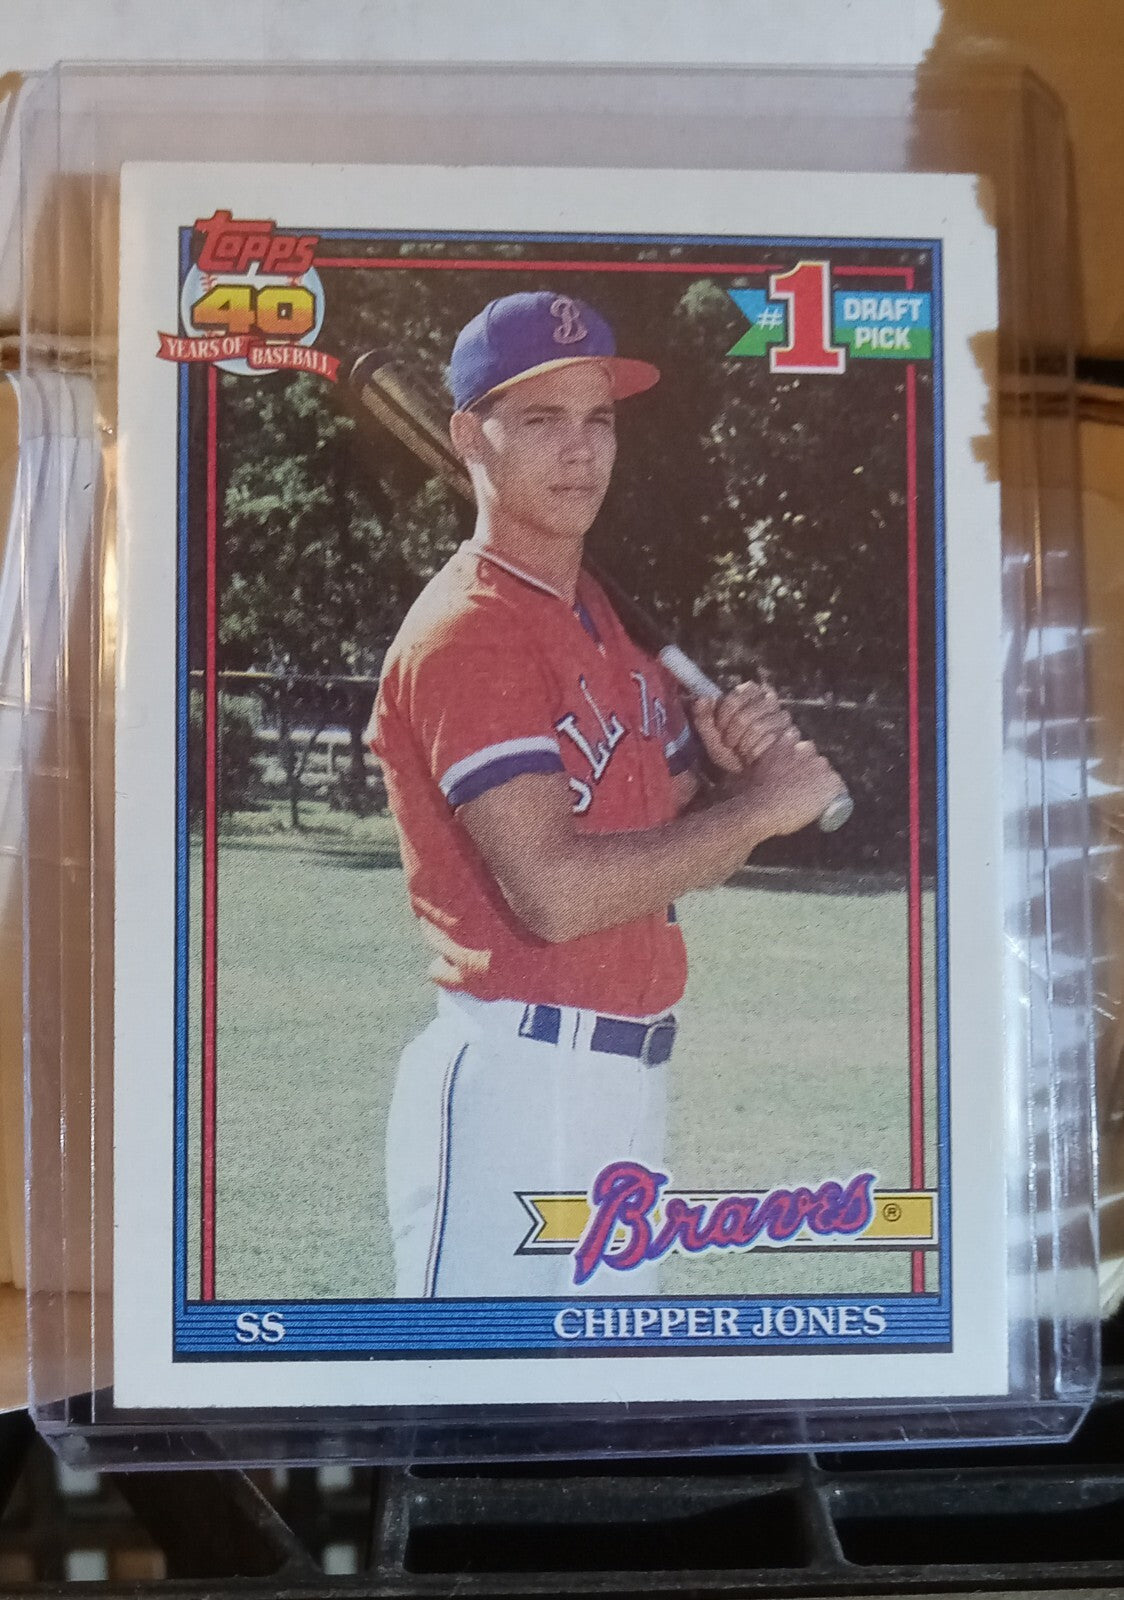 Topps
40
YEARS OF BASEBALL
#1 DRAFT PICK
B
Braves ®
SS
CHIPPER JONES